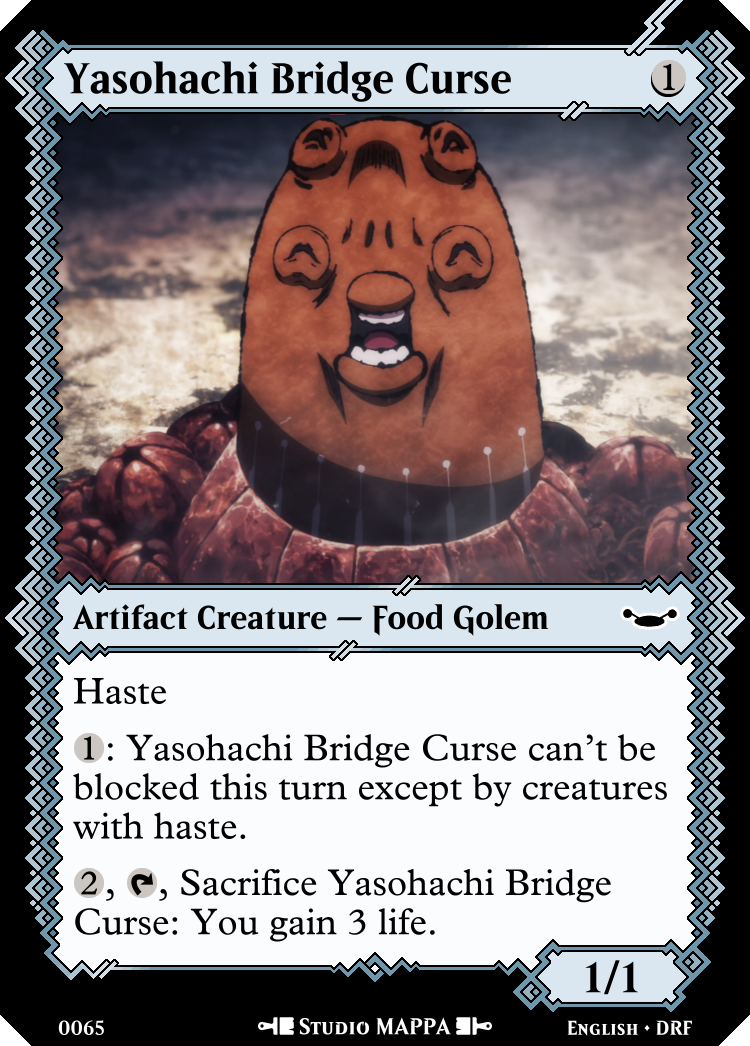 Yasohachi Bridge Curse 1
Artifact Creature — Food Golem
Haste
1: Yasohachi Bridge Curse can't be
blocked this turn except by creatures
with haste.
2, , Sacrifice Yasohachi Bridge
Curse: You gain 3 life.
1/1
0065 Studio MAPPA English • DRF